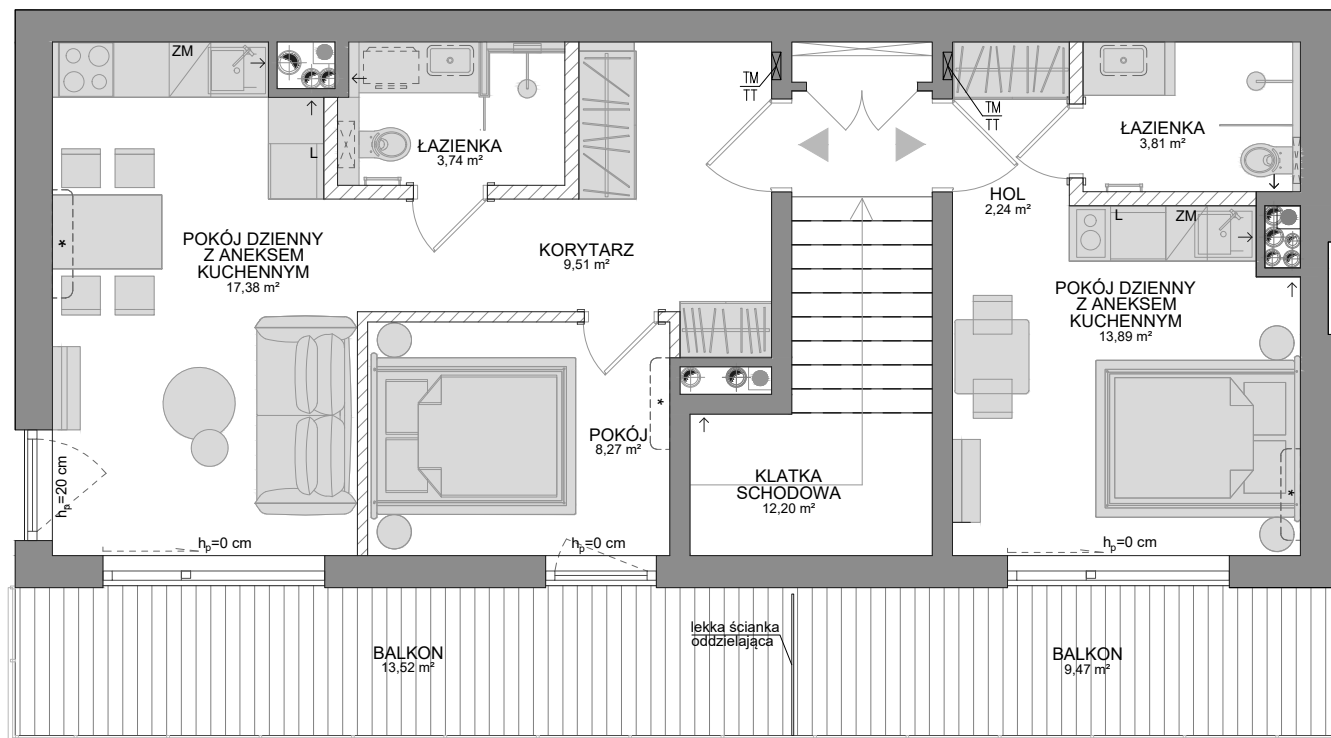 ZM
TM
TT
TM
TT
ŁAZIENKA
3,74 m²
L
ŁAZIENKA
3,81 m²
HOL
2,24 m²
L
ZM
POKÓJ DZIENNY
Z ANEKSEM
KUCHENNYM
17,38 m²
*
KORYTARZ
9,51 m²
POKÓJ DZIENNY
Z ANEKSEM
KUCHENNYM
13,89 m²
*
POKÓJ
8,27 m²
KLATKA
SCHODOWA
12,20 m²
*
hp=20 cm
hp=0 cm
hp=0 cm
hp=0 cm
lekka ścianka
oddzielająca
BALKON
13,52 m²
BALKON
9,47 m²